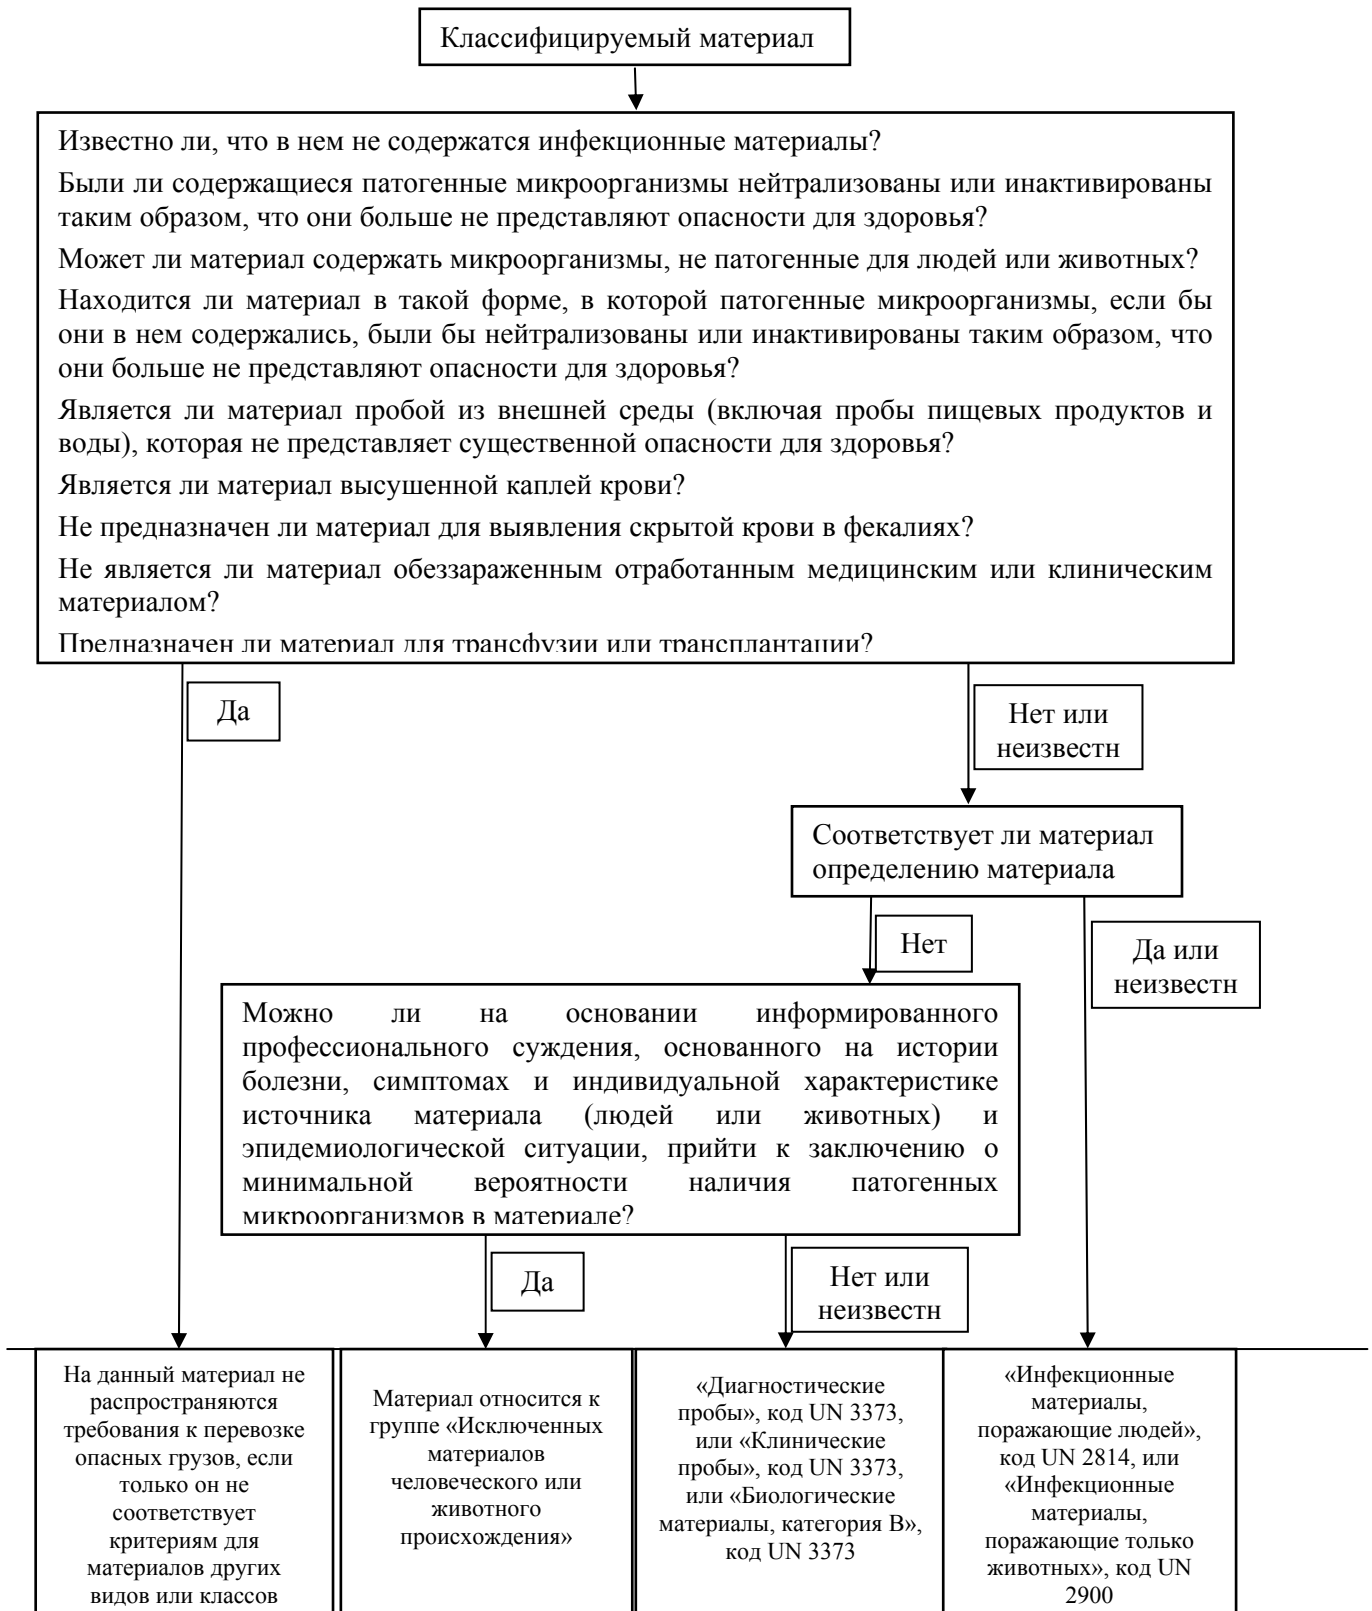 Классифицируемый материал
Известно ли, что в нем не содержатся инфекционные материалы?
Были ли содержащиеся патогенные микроорганизмы нейтрализованы или инактивированы
таким образом, что они больше не представляют опасности для здоровья?
Может ли материал содержать микроорганизмы, не патогенные для людей или животных?
Находится ли материал в такой форме, в которой патогенные микроорганизмы, если бы
они в нем содержались, были бы нейтрализованы или инактивированы таким образом, что
они больше не представляют опасности для здоровья?
Является ли материал пробой из внешней среды (включая пробы пищевых продуктов и
воды), которая не представляет существенной опасности для здоровья?
Является ли материал высушенной каплей крови?
Не предназначен ли материал для выявления скрытой крови в фекалиях?
Не является ли материал обеззараженным отработанным медицинским или клиническим
материалом?
Предназначен ли материал для трансфузии или трансплантации?
Да
Нет или
неизвестн
Соответствует ли материал
определению материала
Нет
Да или
неизвестн
Можно ли на основании информированного
профессионального суждения, основанного на истории
болезни, симптомах и индивидуальной характеристике
источника материала (людей или животных) и
эпидемиологической ситуации, прийти к заключению о
минимальной вероятности наличия патогенных
микроорганизмов в материале?
Да
Нет или
неизвестн
На данный материал не
распространяются
требования к перевозке
опасных грузов, если
только он не
соответствует
критериям для
материалов других
видов или классов
Материал относится к
группе «Исключенных
материалов
человеческого или
животного
происхождения»
«Диагностические
пробы», код UN 3373,
или «Клинические
пробы», код UN 3373,
или «Биологические
материалы, категория B»,
код UN 3373
«Инфекционные
материалы,
поражающие людей»,
код UN 2814, или
«Инфекционные
материалы,
поражающие только
животных», код UN
2900